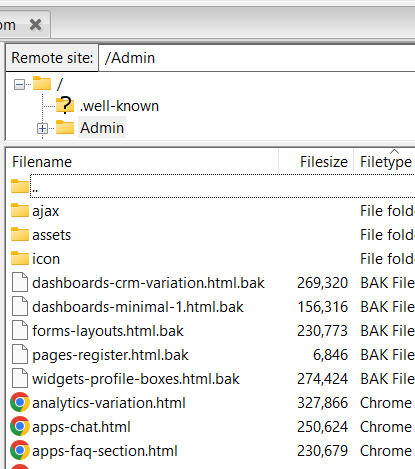 om
Remote site: /Admin
/
? .well-known
Admin
Filename Filesize Filetype
..
ajax File fold
assets File fold
icon File fold
dashboards-crm-variation.html.bak 269,320 BAK File
dashboards-minimal-1.html.bak 156,316 BAK File
forms-layouts.html.bak 230,773 BAK File
pages-register.html.bak 6,846 BAK File
widgets-profile-boxes.html.bak 274,424 BAK File
analytics-variation.html 327,866 Chrome
apps-chat.html 250,624 Chrome
apps-faq-section.html 230,679 Chrome